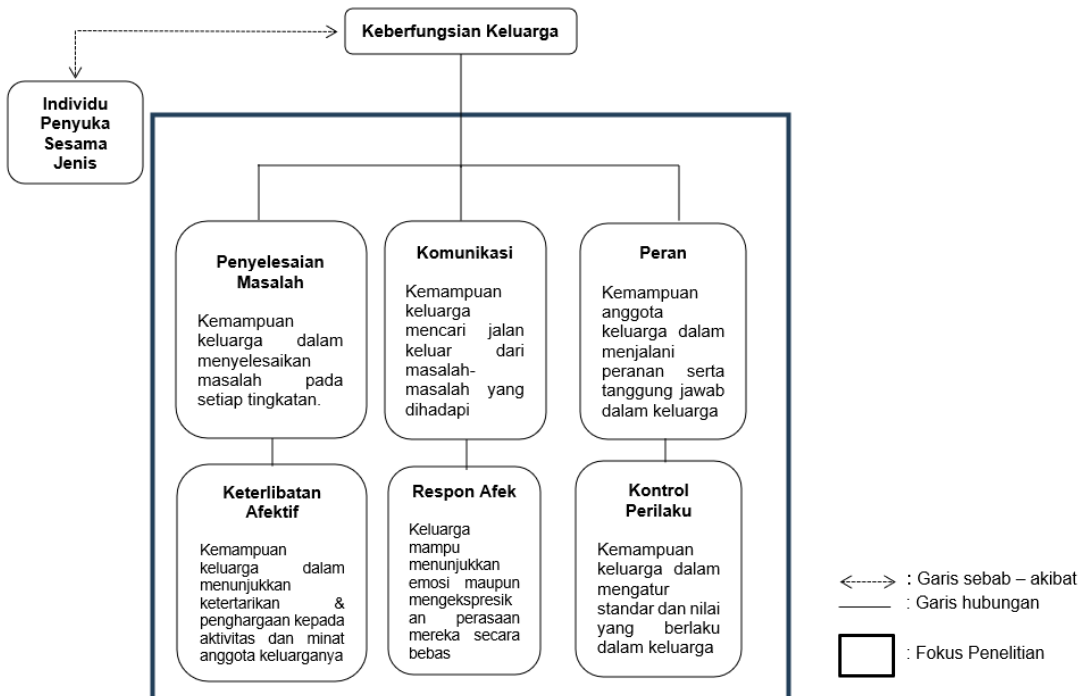 Keberfungsian Keluarga
Individu
Penyuka
Sesama
Jenis
Penyelesaian
Masalah
Kemampuan
keluarga dalam
menyelesaikan
masalah pada
setiap tingkatan.
Komunikasi
Kemampuan
keluarga
mencari jalan
keluar dari
masalah-
masalah yang
dihadapi
Peran
Kemampuan
anggota
keluarga dalam
menjalani
peranan serta
tanggung jawab
dalam keluarga
Keterlibatan
Afektif
Kemampuan
keluarga dalam
menunjukkan
ketertarikan &
penghargaan kepada
aktivitas dan minat
anggota keluarganya
Respon Afek
Keluarga
mampu
menunjukkan
emosi maupun
mengekspresik
an perasaan
mereka secara
bebas
Kontrol
Perilaku
Kemampuan
keluarga dalam
mengatur
standar dan nilai
yang berlaku
dalam keluarga
: Garis sebab – akibat
: Garis hubungan
: Fokus Penelitian